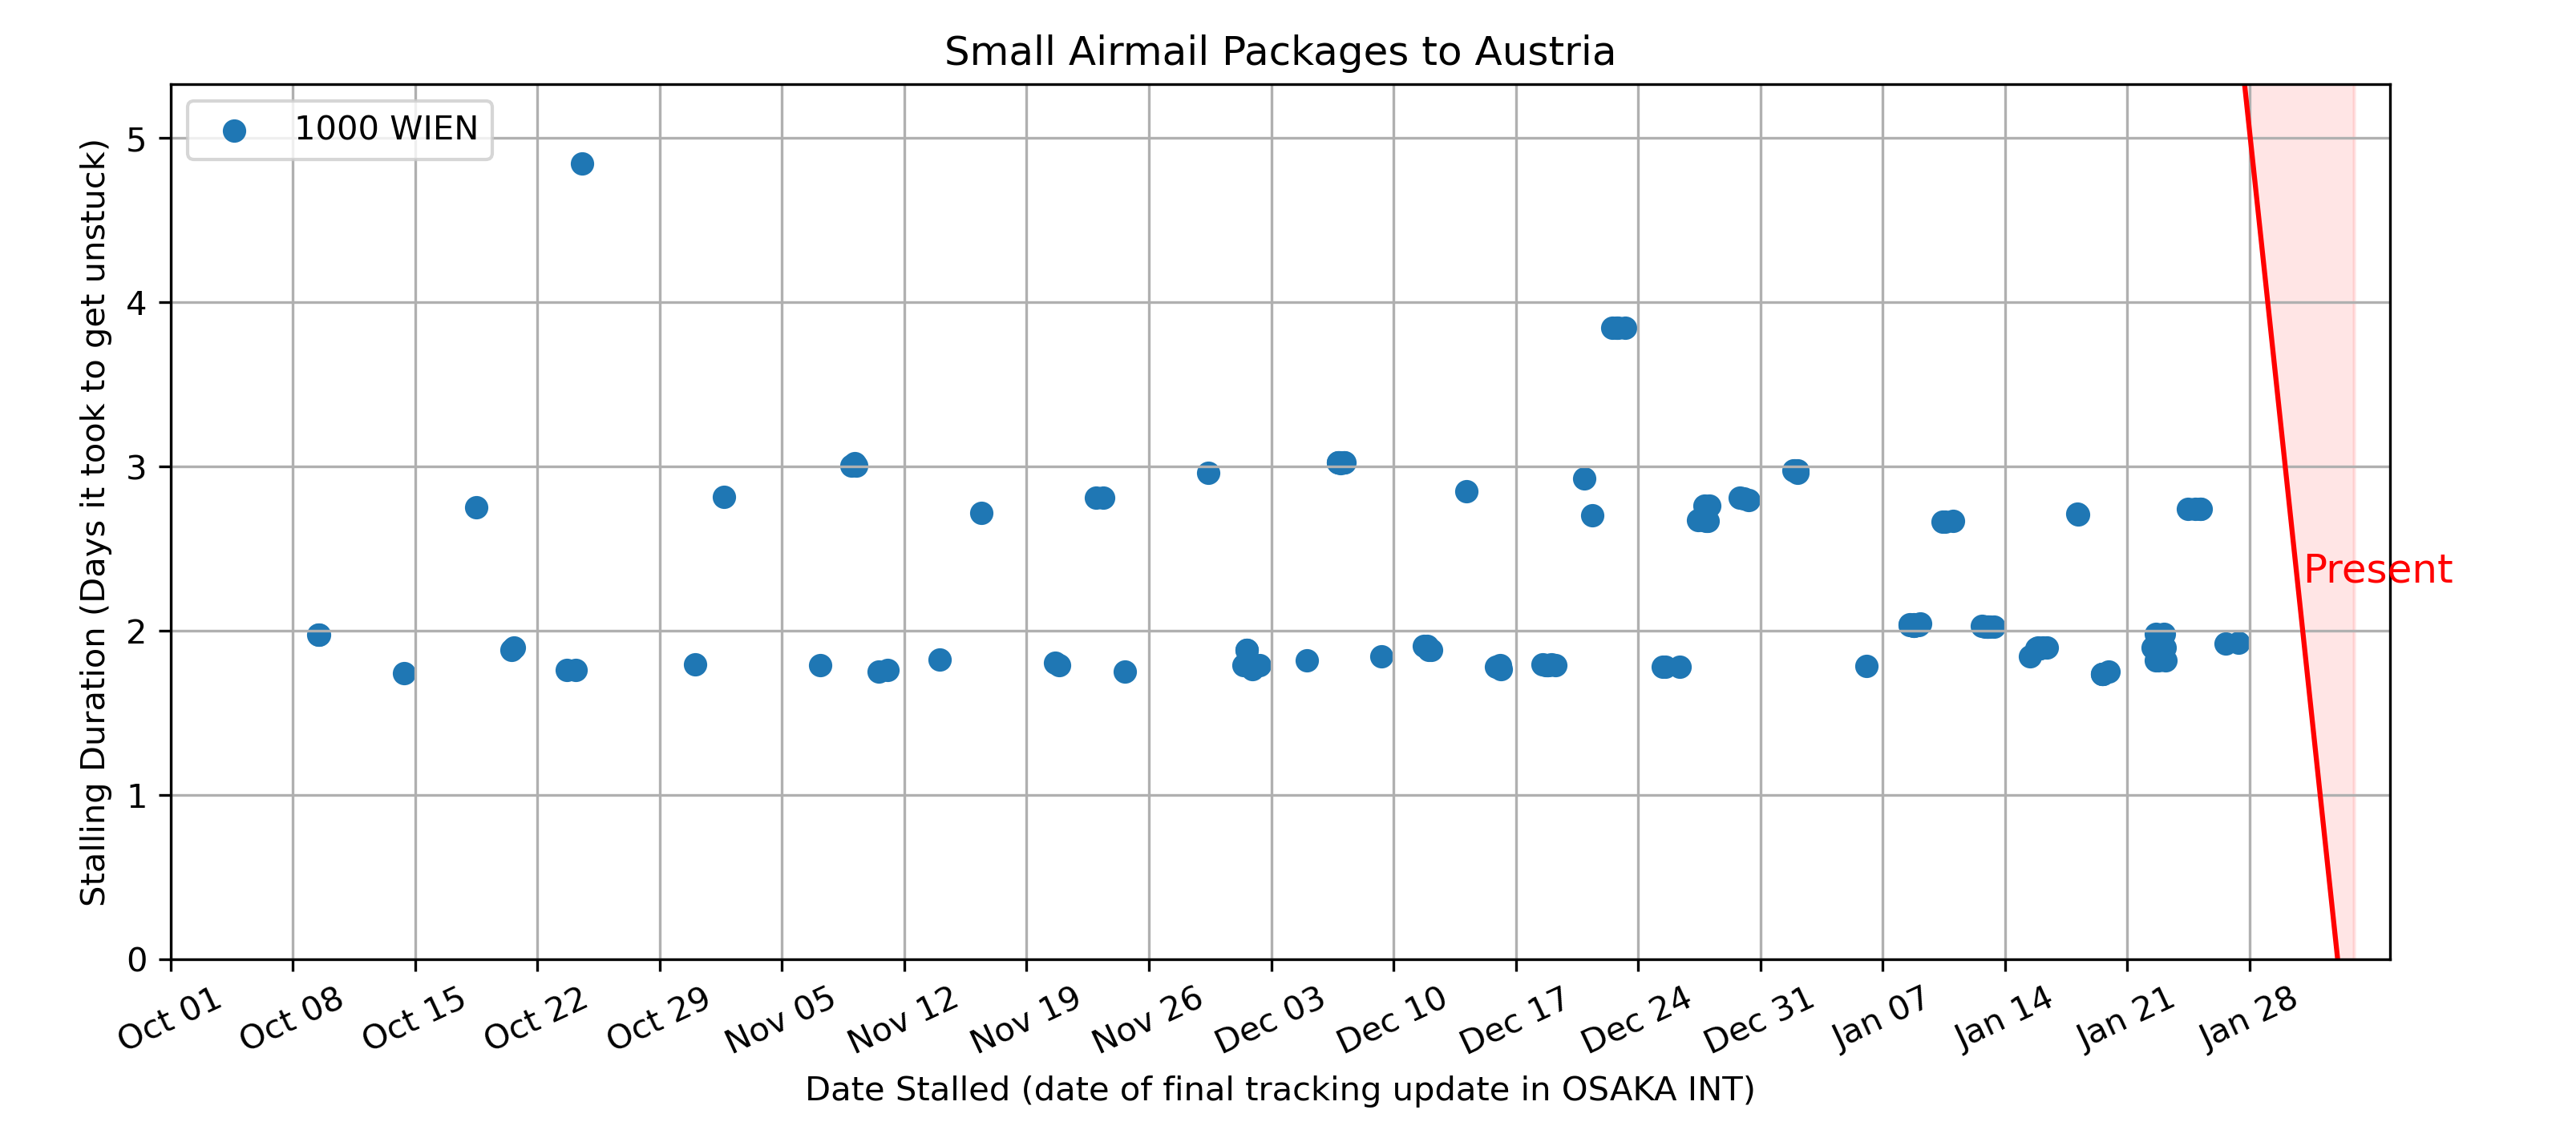 Small Airmail Packages to Austria
1000 WIEN
Stalling Duration (Days it took to get unstuck)
5
4
3
2
1
0
Present
Oct 01
Oct 08
Oct 15
Oct 22
Oct 29
Nov 05
Nov 12
Nov 19
Nov 26
Dec 03
Dec 10
Dec 17
Dec 24
Dec 31
Jan 07
Jan 14
Jan 21
Jan 28
Date Stalled (date of final tracking update in OSAKA INT)